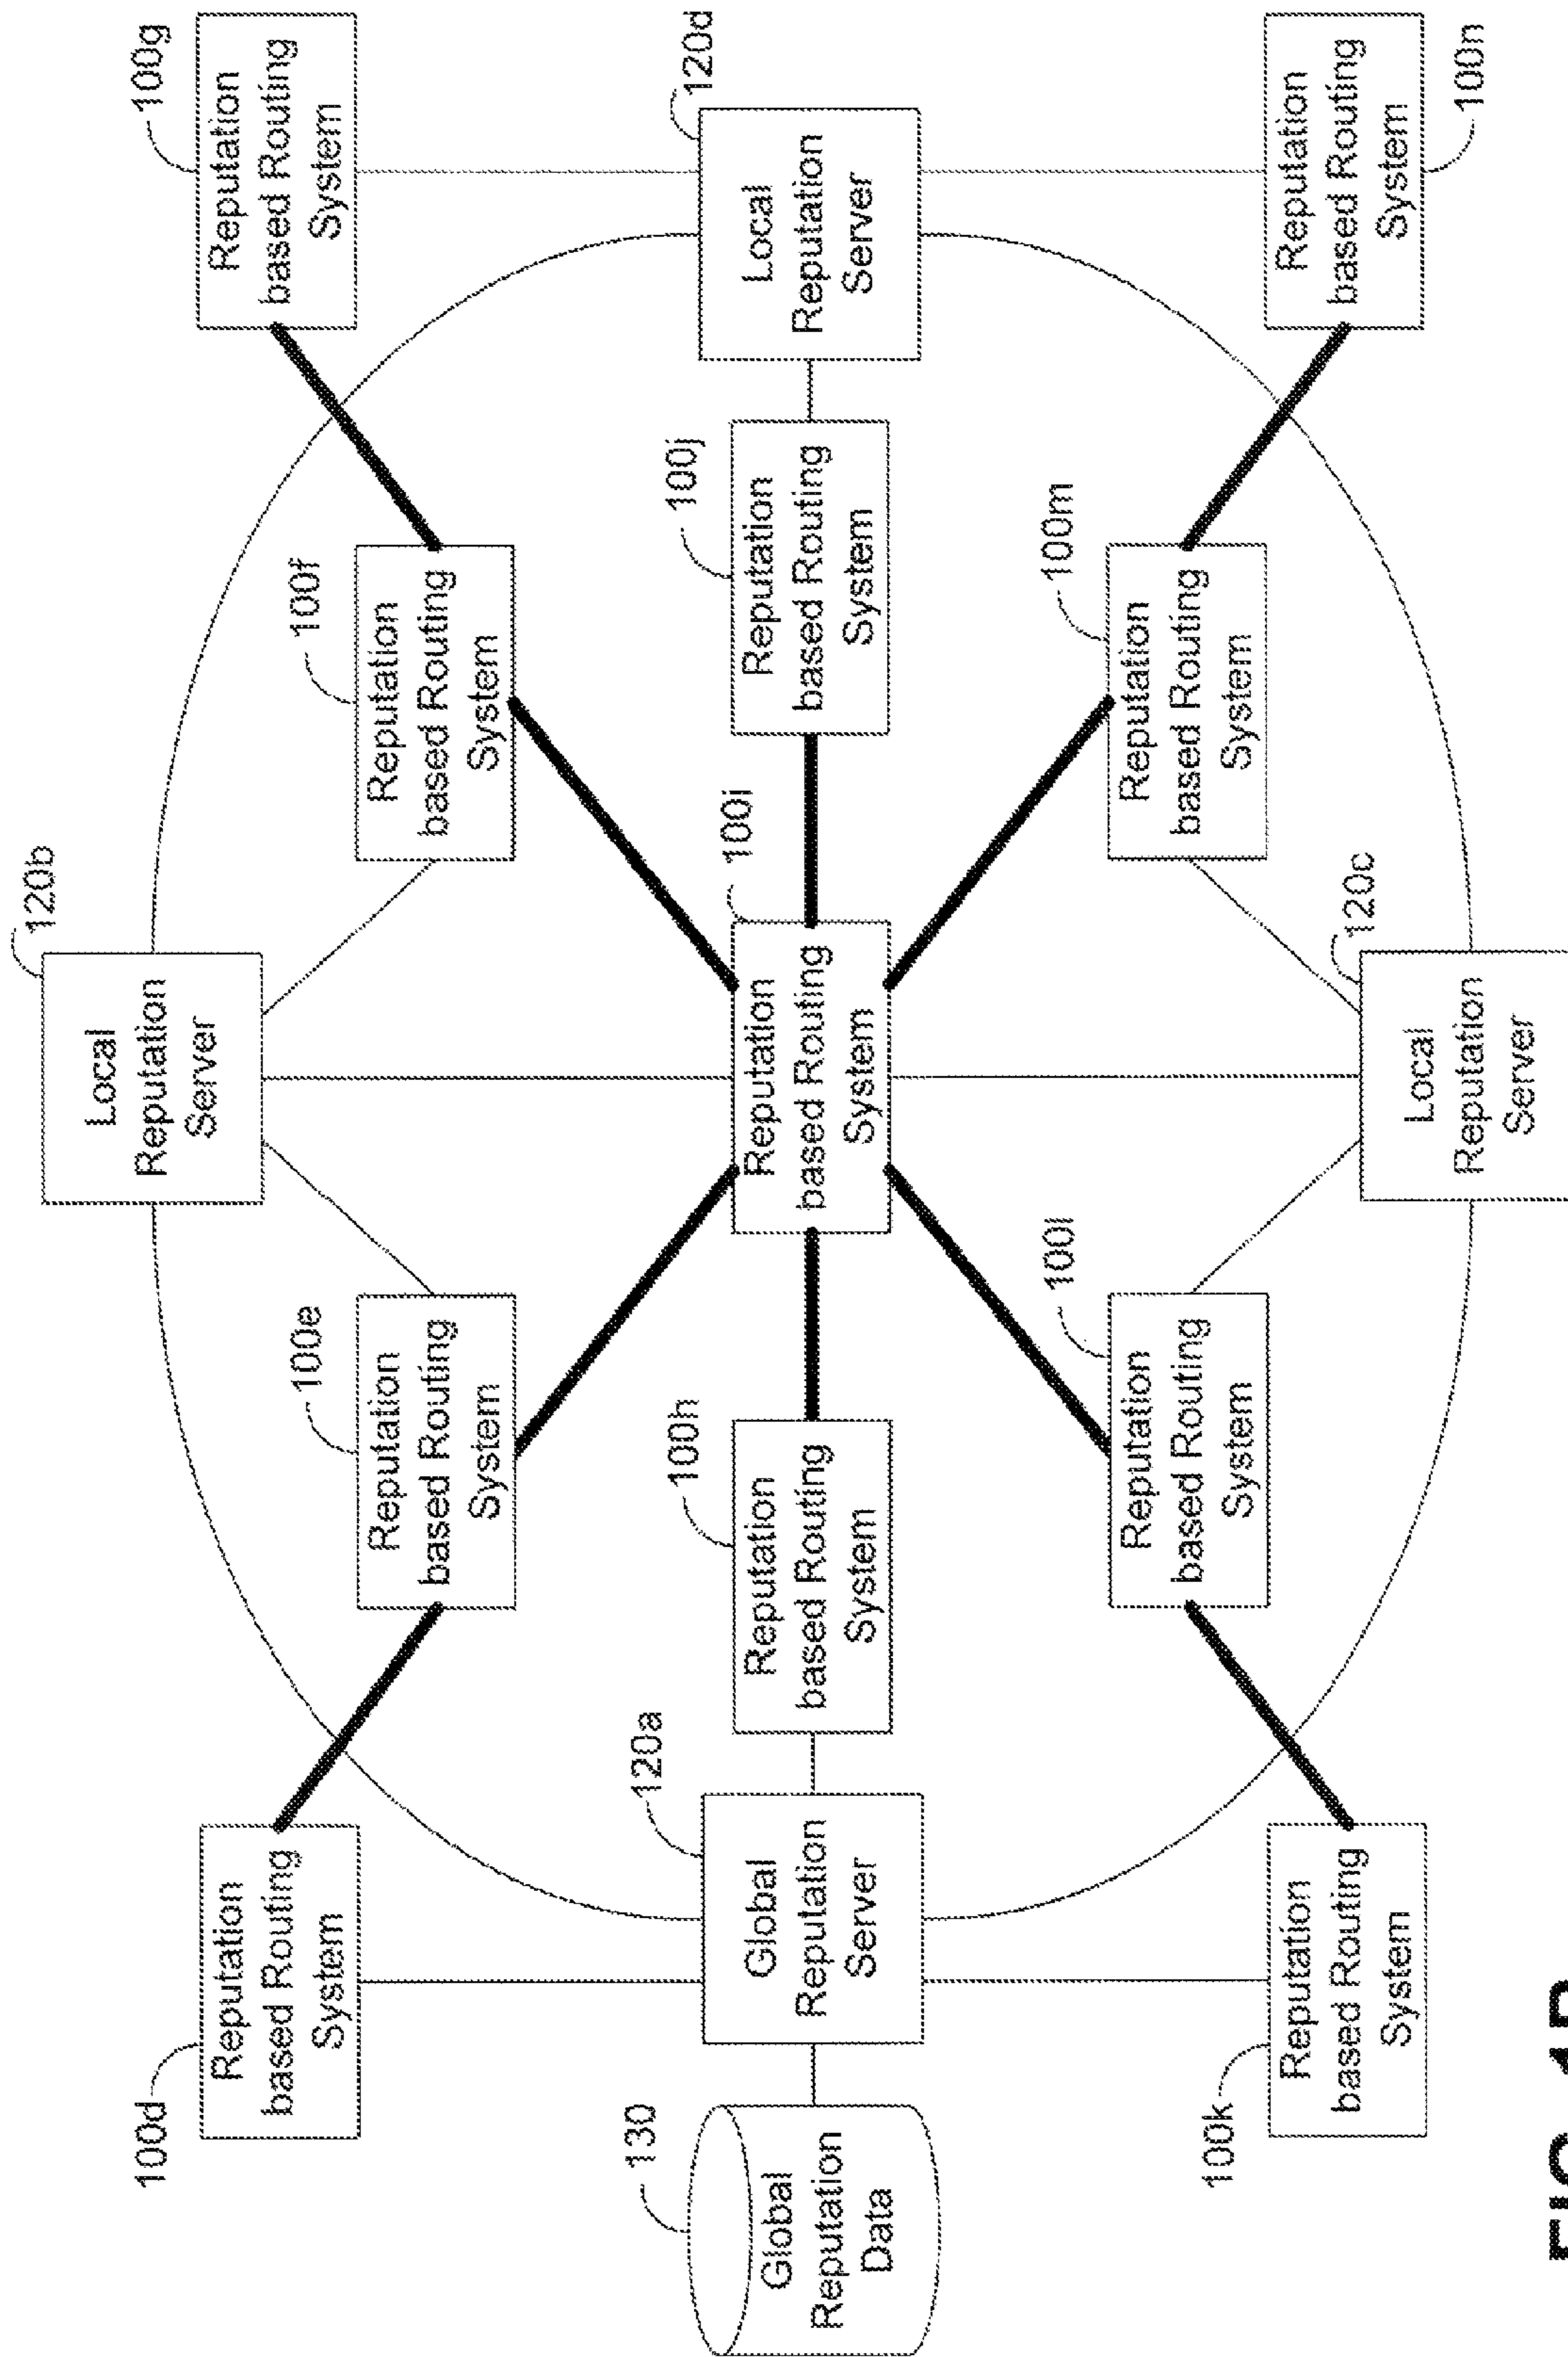 120b
Local
Reputation
Server
100d
Reputation
based Routing
System
100g
Reputation
based Routing
System
100e
Reputation
based Routing
System
100f
Reputation
based Routing
System
130
Global
Reputation
Data
120a
Global
Reputation
Server
100h
Reputation
based Routing
System
100i
Reputation
based Routing
System
100j
Reputation
based Routing
System
120d
Local
Reputation
Server
100l
Reputation
based Routing
System
100m
Reputation
based Routing
System
100k
Reputation
based Routing
System
100n
Reputation
based Routing
System
120c
Local
Reputation
Server